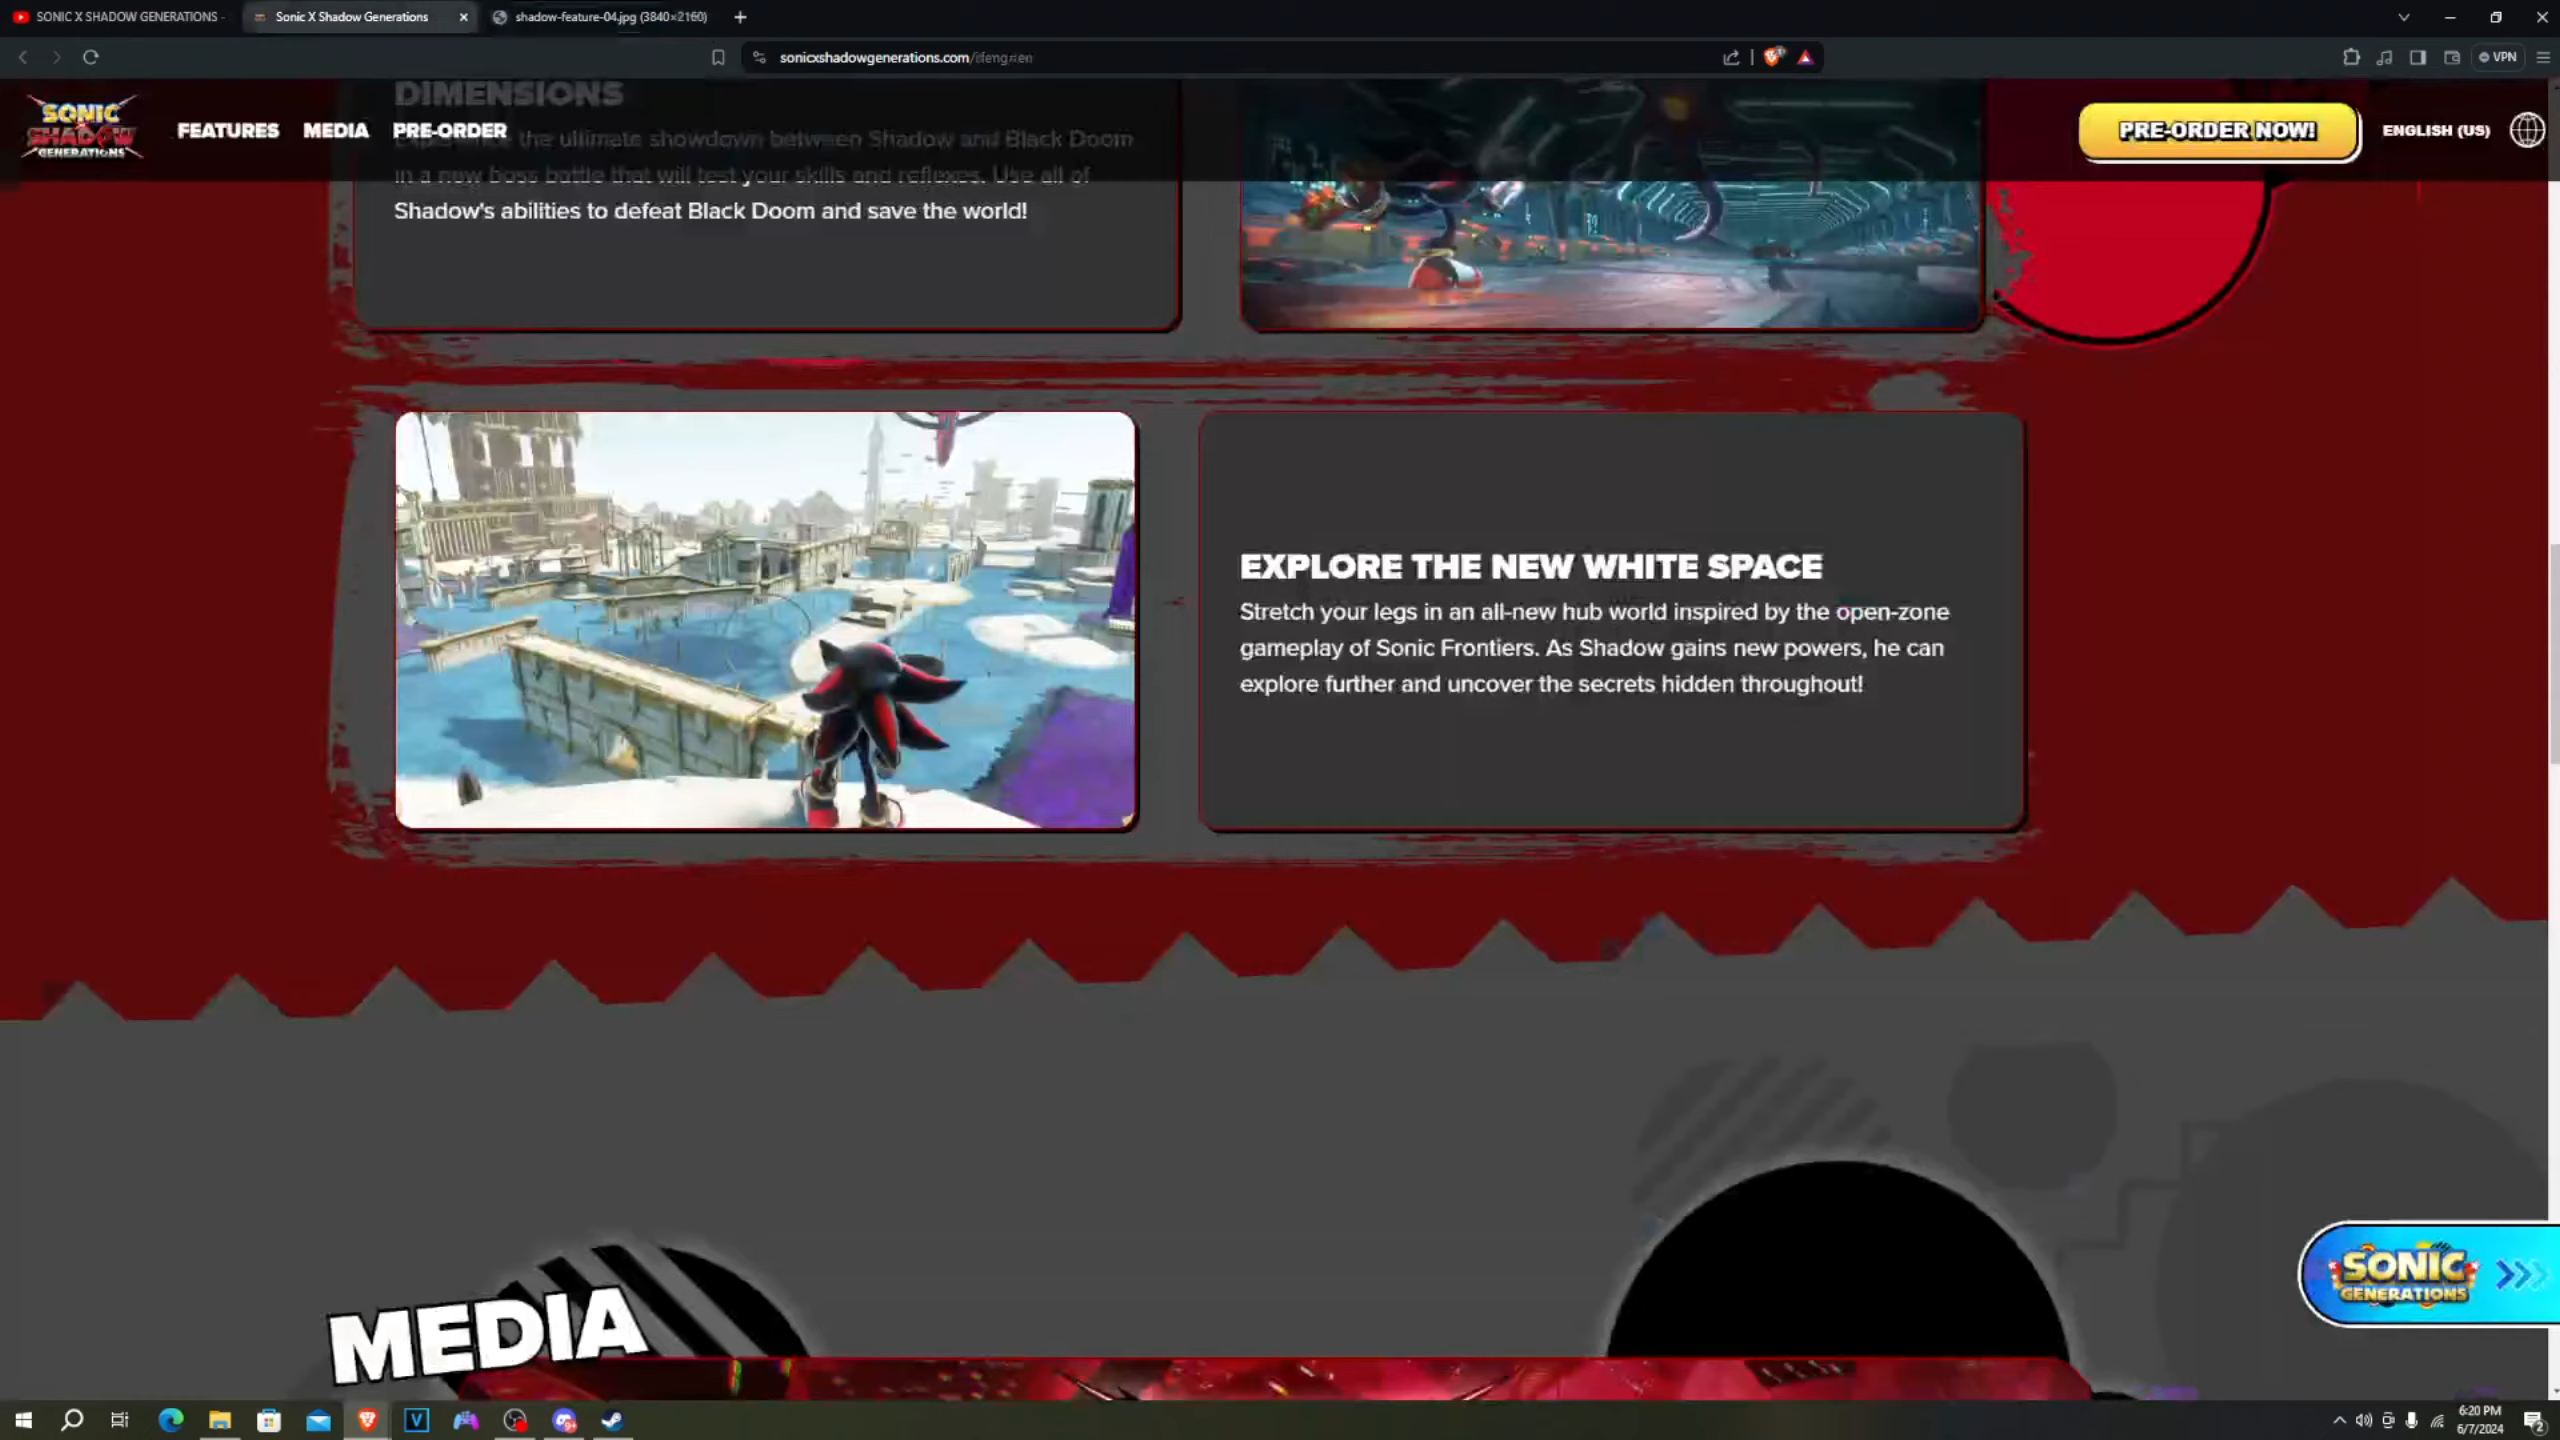 SONIC X SHADOW GENERATIONS -
Sonic X Shadow Generations
shadow-feature-04.jpg (3840×2160)
sonicxshadowgenerations.com/
VPN
SONIC
X
SHADOW
GENERATIONS
FEATURES
MEDIA
PRE-ORDER
PRE-ORDER NOW!
ENGLISH (US)
DIMENSIONS
the ultimate showdown between Shadow and Black Doom
in a new boss battle that will test your skills and reflexes. Use all of
Shadow's abilities to defeat Black Doom and save the world!
EXPLORE THE NEW WHITE SPACE
Stretch your legs in an all-new hub world inspired by the open-zone
gameplay of Sonic Frontiers. As Shadow gains new powers, he can
explore further and uncover the secrets hidden throughout!
SONIC
GENERATIONS
MEDIA
V
9+
6:20 PM
6/7/2024
2